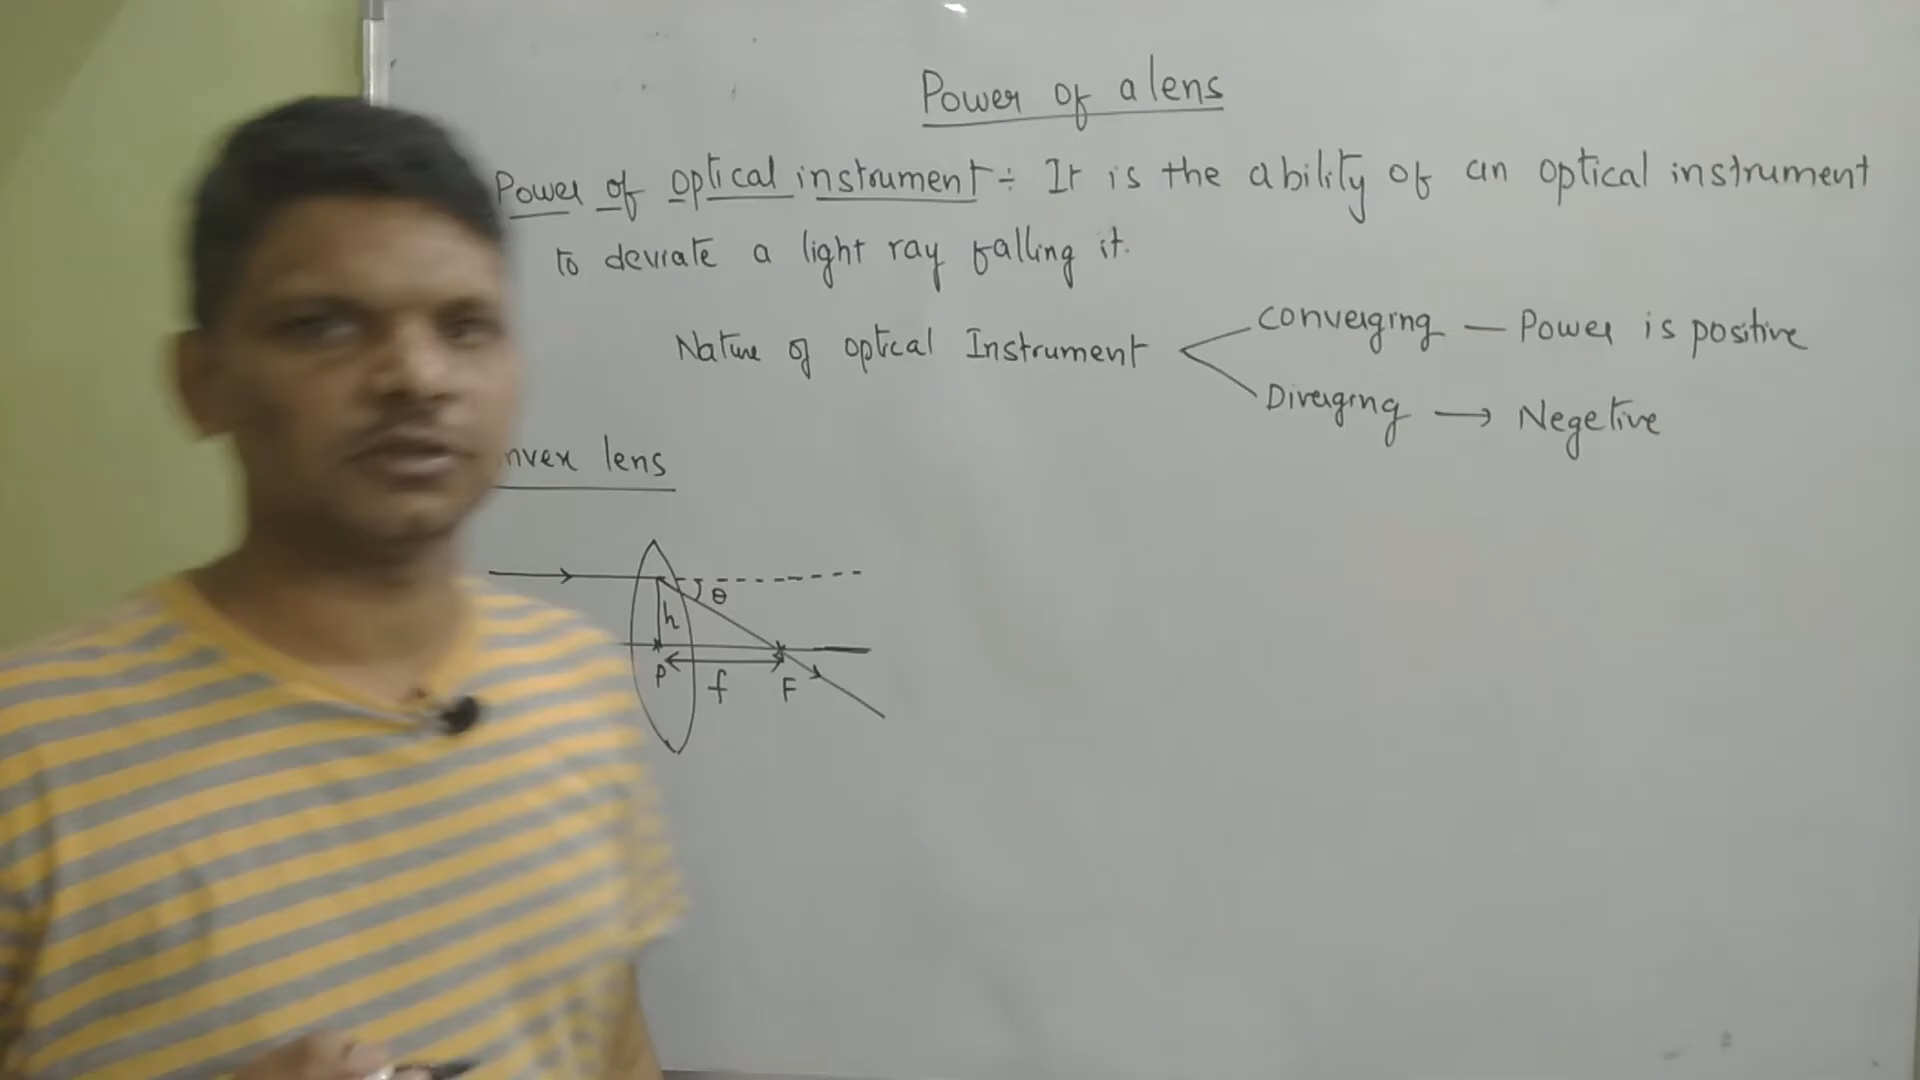 Power of a lens
Power of optical instrument ÷ It is the ability of an optical instrument
to deviate a light ray falling it.
Nature of optical Instrument
Converging — Power is positive
Diverging → Negetive
nvex lens
θ
h
P
f
F